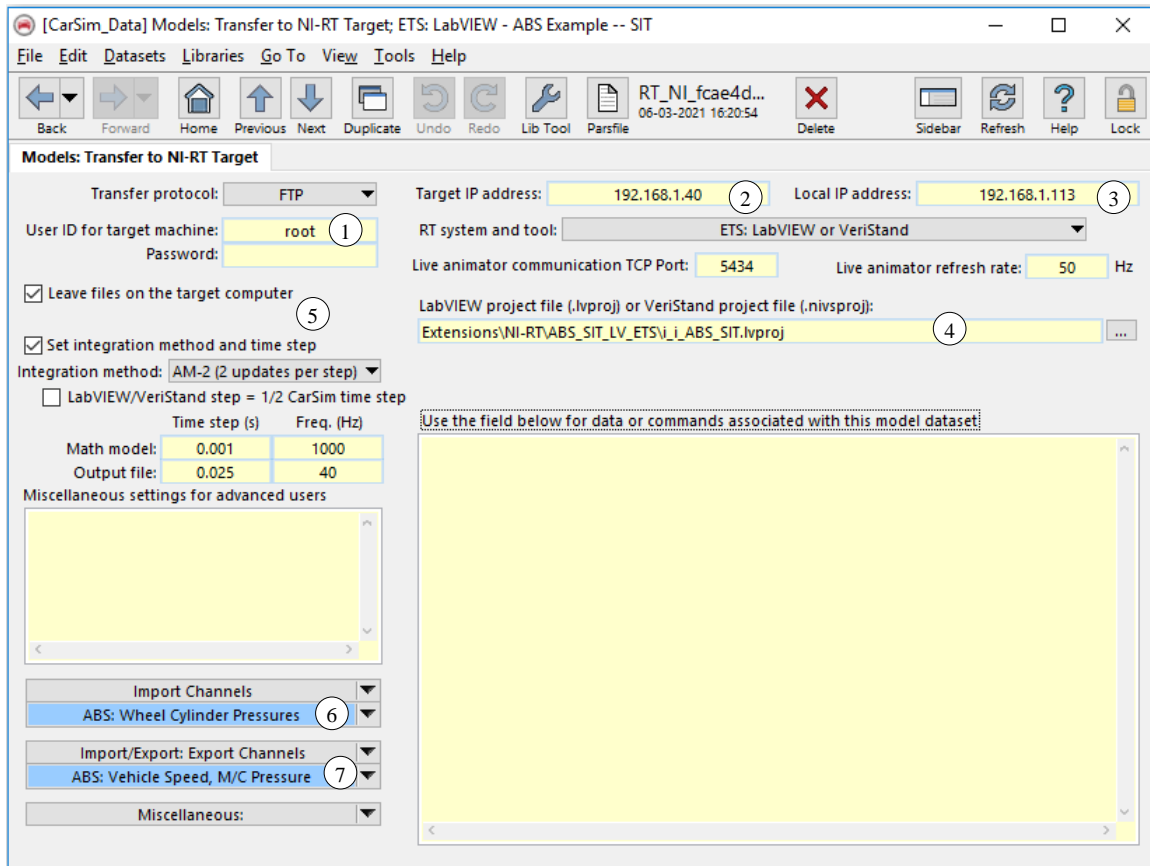 [CarSim_Data] Models: Transfer to NI-RT Target; ETS: LabVIEW - ABS Example -- SIT
File Edit Datasets Libraries Go To View Tools Help
RT_NI_fcae4d...
06-03-2021 16:20:54
Back Forward Home Previous Next Duplicate Undo Redo Lib Tool Parsfile Delete Sidebar Refresh Help Lock
Models: Transfer to NI-RT Target
Transfer protocol: FTP
Target IP address: 192.168.1.40 2
Local IP address: 192.168.1.113 3
User ID for target machine: root 1
RT system and tool: ETS: LabVIEW or VeriStand
Password:
Live animator communication TCP Port: 5434
Live animator refresh rate: 50 Hz
Leave files on the target computer
5
LabVIEW project file (.lvproj) or VeriStand project file (.nivsproj):
Extensions\NI-RT\ABS_SIT_LV_ETS\i_i_ABS_SIT.lvproj 4 ...
Set integration method and time step
Integration method: AM-2 (2 updates per step)
LabVIEW/VeriStand step = 1/2 CarSim time step
Time step (s) Freq. (Hz)
Math model: 0.001 1000
Output file: 0.025 40
Use the field below for data or commands associated with this model dataset
Miscellaneous settings for advanced users
Import Channels
ABS: Wheel Cylinder Pressures 6
Import/Export: Export Channels
ABS: Vehicle Speed, M/C Pressure 7
Miscellaneous: